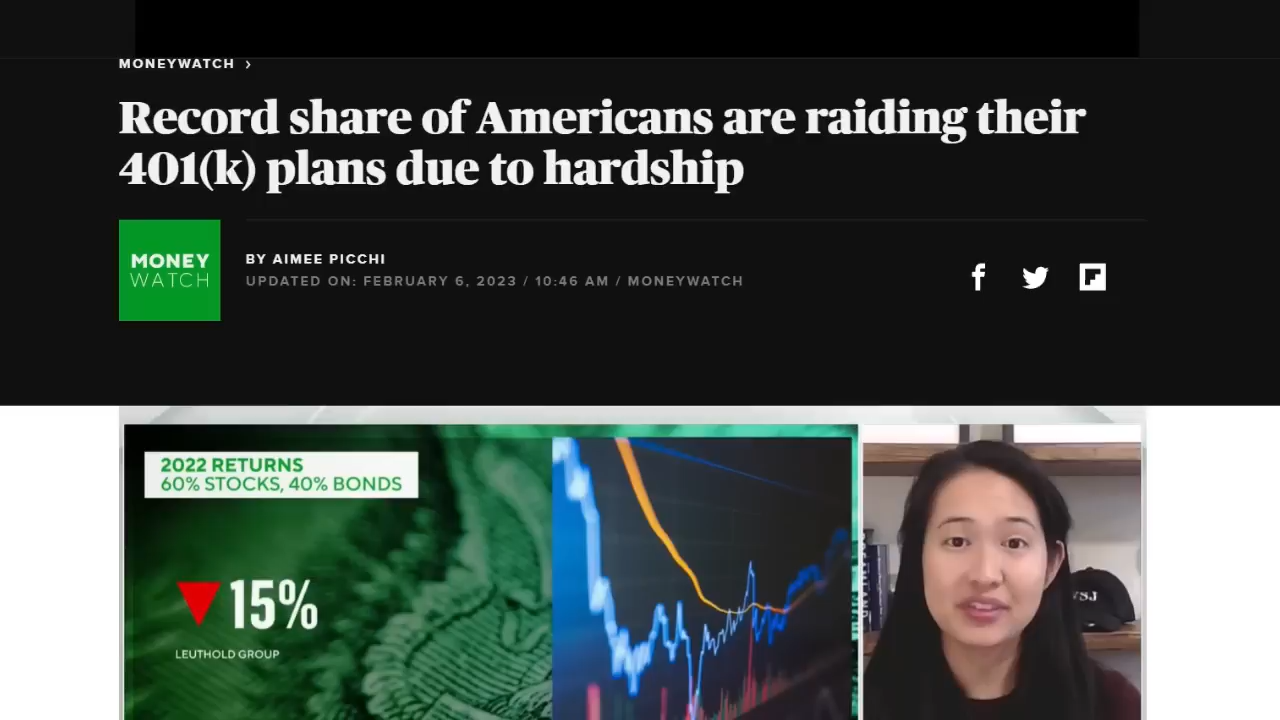 MONEYWATCH ›
Record share of Americans are raiding their
401(k) plans due to hardship
MONEY
WATCH
BY AIMEE PICCHI
UPDATED ON: FEBRUARY 6, 2023 / 10:46 AM / MONEYWATCH
2022 RETURNS
60% STOCKS, 40% BONDS
15%
LEUTHOLD GROUP